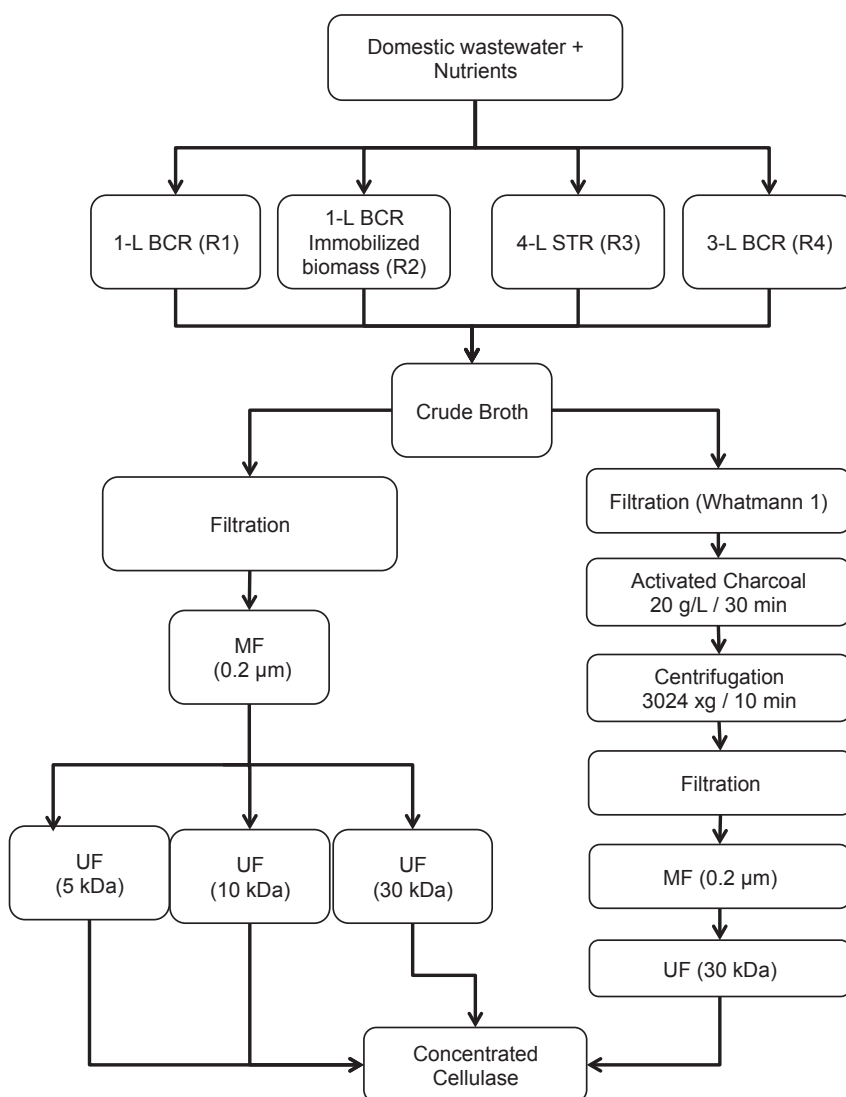 Domestic wastewater +
Nutrients
1-L BCR (R1)
1-L BCR
Immobilized
biomass (R2)
4-L STR (R3)
3-L BCR (R4)
Crude Broth
Filtration
MF
(0.2 µm)
UF
(5 kDa)
UF
(10 kDa)
UF
(30 kDa)
Filtration (Whatmann 1)
Activated Charcoal
20 g/L / 30 min
Centrifugation
3024 xg / 10 min
Filtration
MF (0.2 µm)
UF (30 kDa)
Concentrated
Cellulase